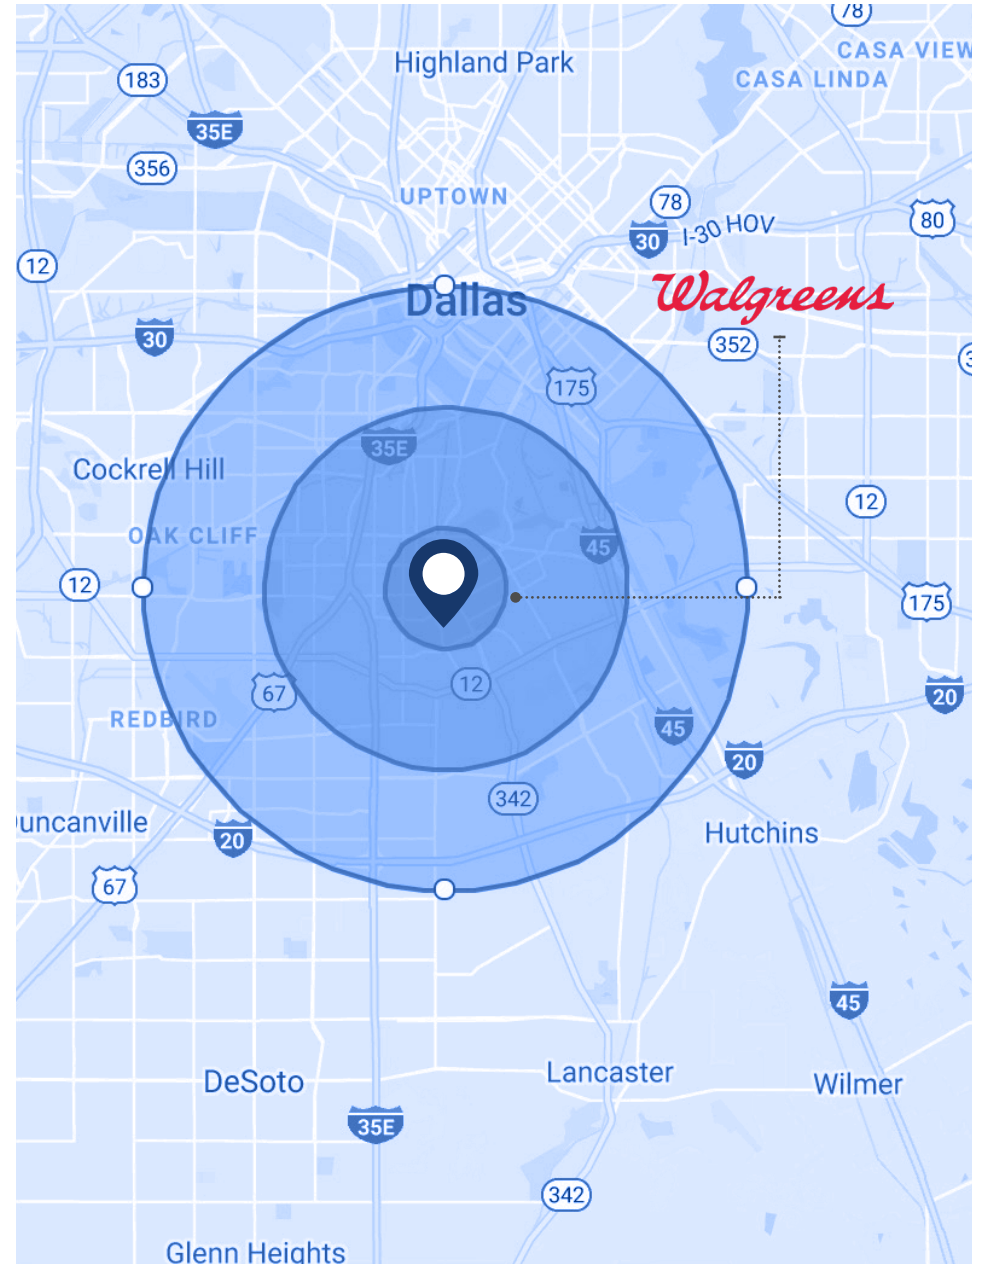 78
CASA VIEW
Highland Park
CASA LINDA
183
35E
356
UPTOWN
78
80
I-30 HOV
30
12
Walgreens
Dallas
30
352
175
35E
Cockrell Hill
12
OAK CLIFF
45
12
175
12
67
20
REDBIRD
45
20
342
uncanville
Hutchins
20
67
45
DeSoto
Lancaster
Wilmer
35E
342
Glenn Heights